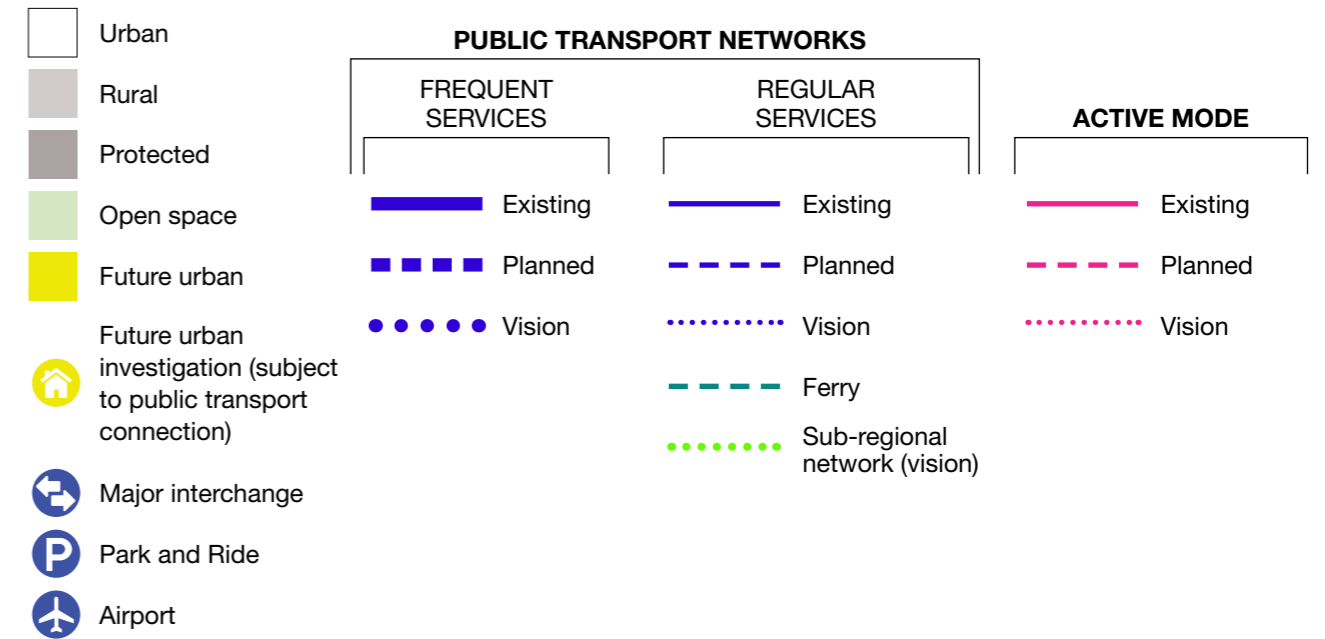 Urban
Rural
Protected
Open space
Future urban
Future urban
investigation (subject
to public transport
connection)
Major interchange
P
Park and Ride
Airport
PUBLIC TRANSPORT NETWORKS
FREQUENT
SERVICES
Existing
Planned
Vision
REGULAR
SERVICES
Existing
Planned
Vision
Ferry
Sub-regional
network (vision)
ACTIVE MODE
Existing
Planned
Vision